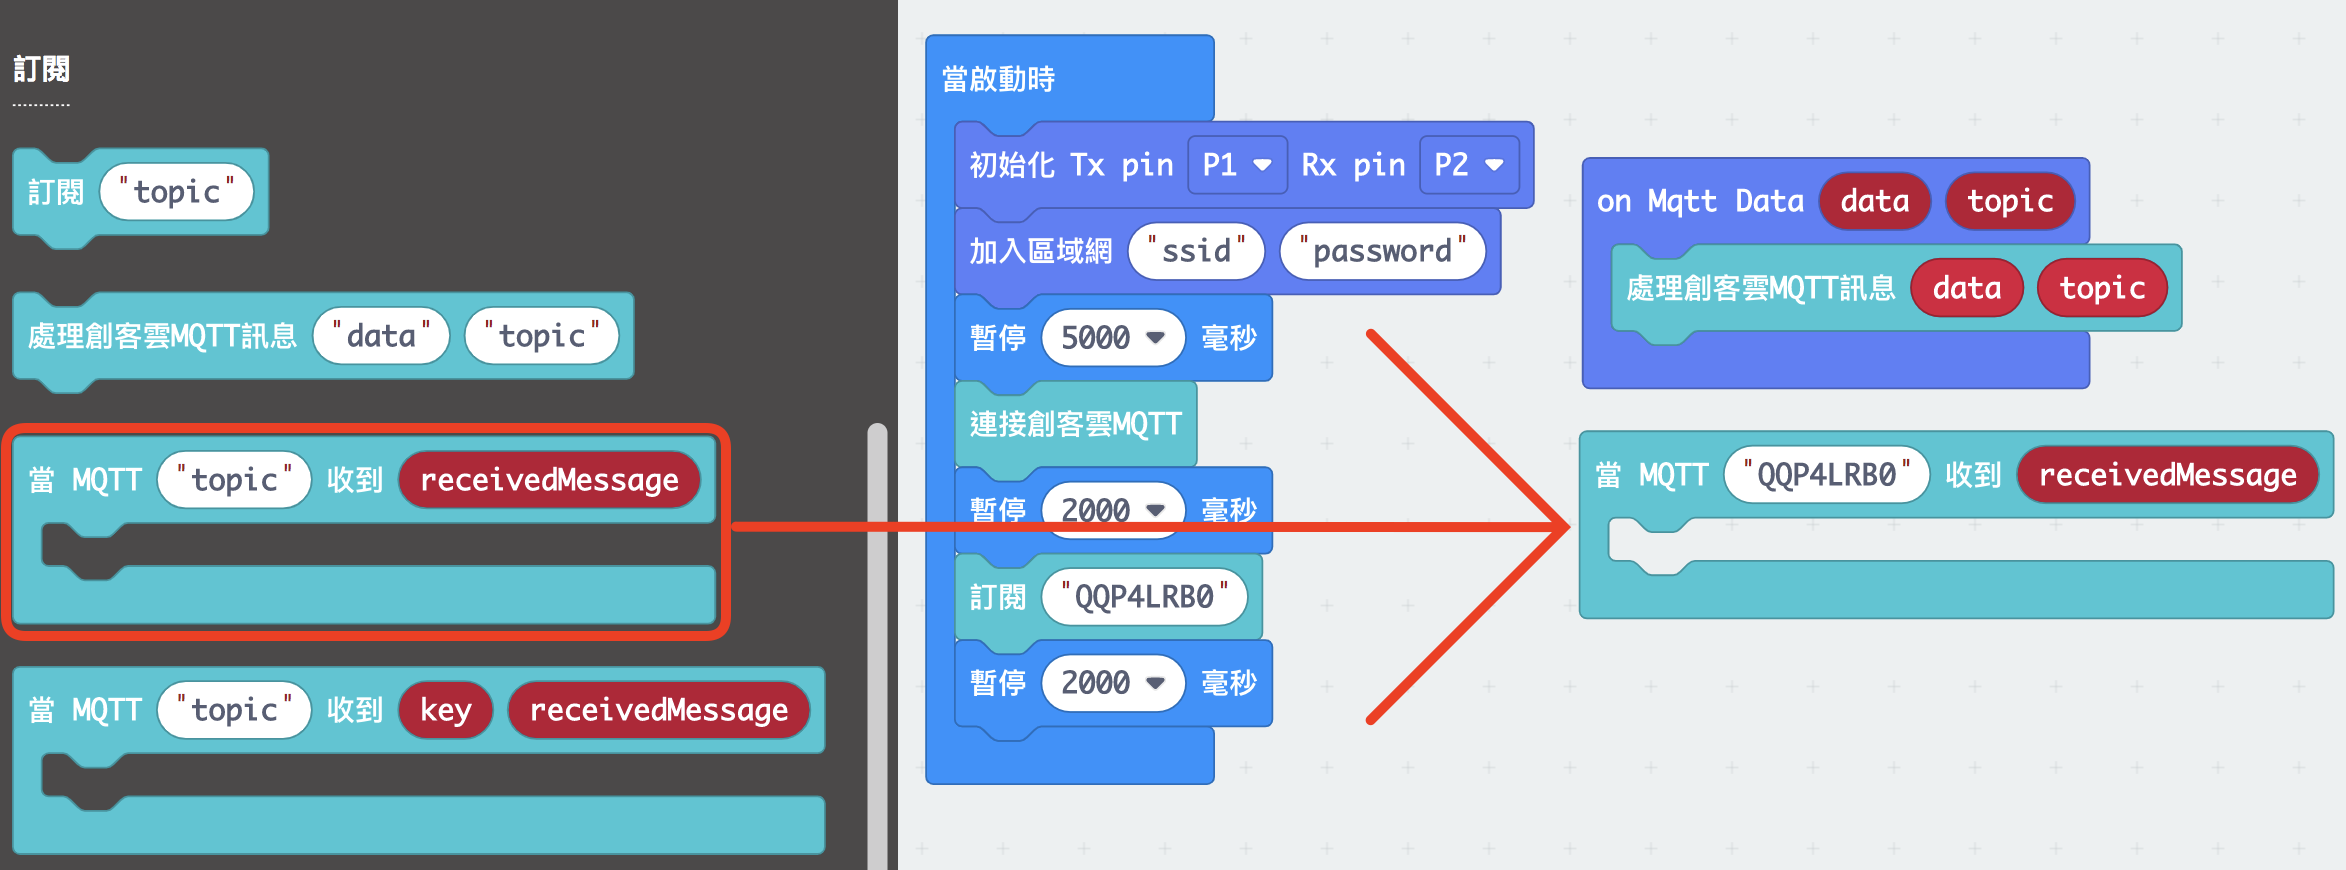 訂閱
訂閱 "topic"
處理創客雲MQTT訊息 "data" "topic"
當 MQTT "topic" 收到 receivedMessage
當 MQTT "topic" 收到 key receivedMessage
當啟動時
初始化 Tx pin P1 Rx pin P2
加入區域網 "ssid" "password"
暫停 5000 毫秒
連接創客雲MQTT
暫停 2000 毫秒
訂閱 "QQP4LRB0"
暫停 2000 毫秒
on Mqtt Data data topic
處理創客雲MQTT訊息 data topic
當 MQTT "QQP4LRB0" 收到 receivedMessage